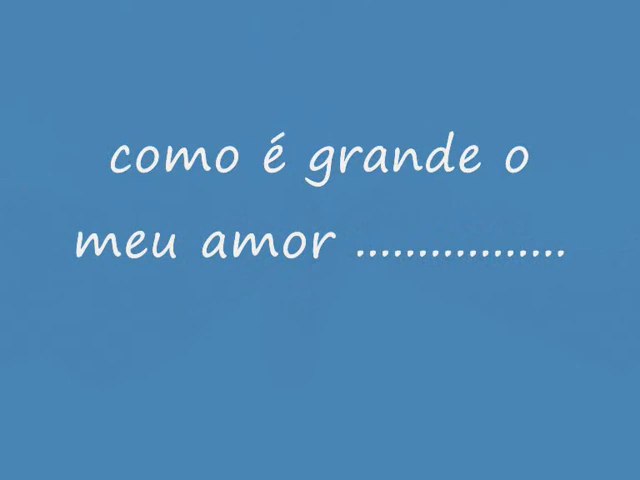 como é grande o
meu amor .................